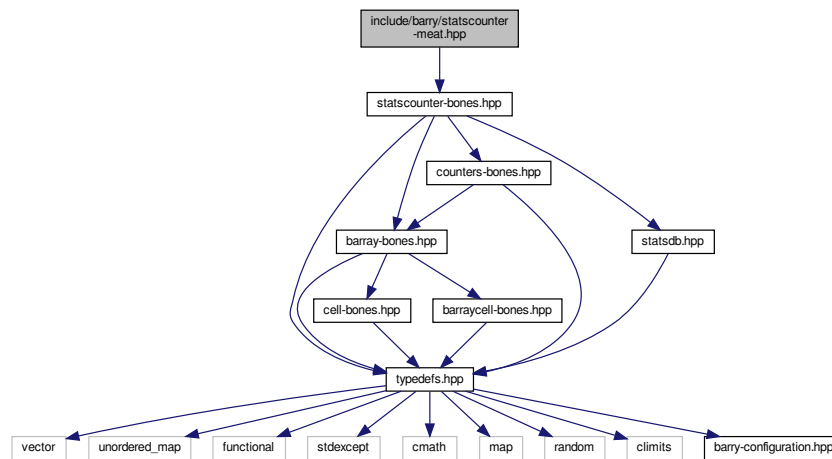 include/barry/statscounter
-meat.hpp
statscounter-bones.hpp
counters-bones.hpp
barray-bones.hpp
statsdb.hpp
cell-bones.hpp
barraycell-bones.hpp
typedefs.hpp
vector
unordered_map
functional
stdexcept
cmath
map
random
climits
barry-configuration.hpp